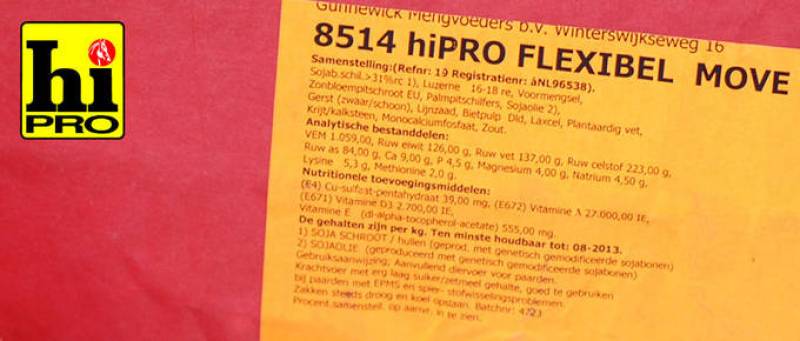 hi
PRO
Gunnewick Mengvoeders b.v. Winterswijkseweg 16
8514 hiPRO FLEXIBEL MOVE
Samenstelling:(Refnr: 19 Registratienr: âNL96538).
Sojab.schil.>31%rc 1), Luzerne 16-18 re, Voormengsel,
Zonbloempitschroot EU, Palmpitschilfers, Sojaolie 2),
Gerst (zwaar/schoon), Lijnzaad, Bietpulp Dld, Laxcel, Plantaardig vet,
Krijt/kalksteen, Monocalciumfosfaat, Zout.
Analytische bestanddelen:
VEM 1.059,00, Ruw eiwit 126,00 g, Ruw vet 137,00 g, Ruw celstof 223,00 g,
Ruw as 84,00 g, Ca 9,00 g, P 4,5 g, Magnesium 4,00 g, Natrium 4,50 g,
Lysine 5,3 g, Methionine 2,0 g.
Nutritionele toevoegingsmiddelen:
(E4) Cu-sulfaat-pentahydraat 39,00 mg, (E672) Vitamine A 27.000,00 IE,
(E671) Vitamine D3 2.700,00 IE,
Vitamine E (dl-alpha-tocopherol-acetate) 555,00 mg.
De gehalten zijn per kg. Ten minste houdbaar tot: 08-2013.
1) SOJA SCHROOT / hullen (geprod. met genetisch gemodificeerde sojabonen)
2) SOJAOLIE (geproduceerd met genetisch gemodificeerde sojabonen)
Gebruiksaanwijzing; Aanvullend diervoer voor paarden.
Krachtvoer met erg laag suiker/zetmeel gehalte, goed te gebruiken
bij paarden met EPMS en spier- stofwisselingsproblemen.
Zakken steeds droog en koel opslaan. Batchnr: 4723
Procent.samenstell. op aanvr. in te zien.